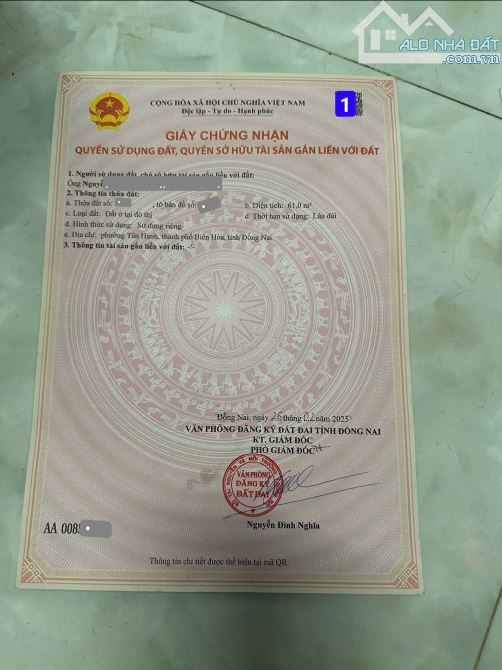 ALO NHÀ ĐẤT
.com.vn
1
CỘNG HÒA XÃ HỘI CHỦ NGHĨA VIỆT NAM
Độc lập - Tự do - Hạnh phúc
GIẤY CHỨNG NHẬN
QUYỀN SỬ DỤNG ĐẤT, QUYỀN SỞ HỮU TÀI SẢN GẮN LIỀN VỚI ĐẤT
1. Người sử dụng đất, chủ sở hữu tài sản gắn liền với đất:
Ông Nguyễ
2. Thông tin thửa đất:
a. Thửa đất số: ; tờ bản đồ số: b. Diện tích: 61,0 m²
c. Loại đất: Đất ở tại đô thị d. Thời hạn sử dụng: Lâu dài
đ. Hình thức sử dụng: Sử dụng riêng
e. Địa chỉ: phường Tân Hạnh, thành phố Biên Hòa, tỉnh Đồng Nai
3. Thông tin tài sản gắn liền với đất: -/-
Đồng Nai, ngày 26 tháng 02 năm 2025
VĂN PHÒNG ĐĂNG KÝ ĐẤT ĐAI TỈNH ĐỒNG NAI
KT. GIÁM ĐỐC
PHÓ GIÁM ĐỐC
VĂN PHÒNG
ĐĂNG KÝ
ĐẤT ĐAI
Nguyễn Đình Nghĩa
AA 008
Thông tin chi tiết được thể hiện tại mã QR.